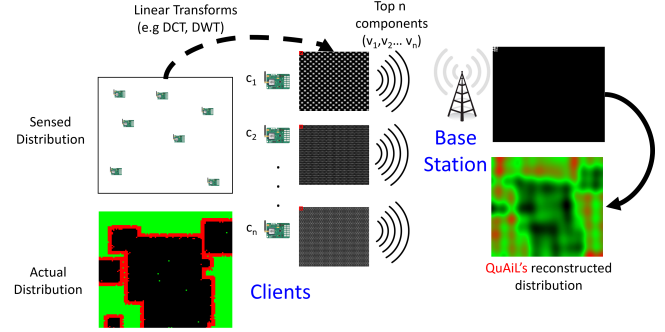 Linear Transforms
(e.g DCT, DWT)
Top n
components
(v1,v2... vn)
Sensed
Distribution
c1
c2
.
.
.
cn
Base
Station
Actual
Distribution
Clients
QuAiL's reconstructed
distribution